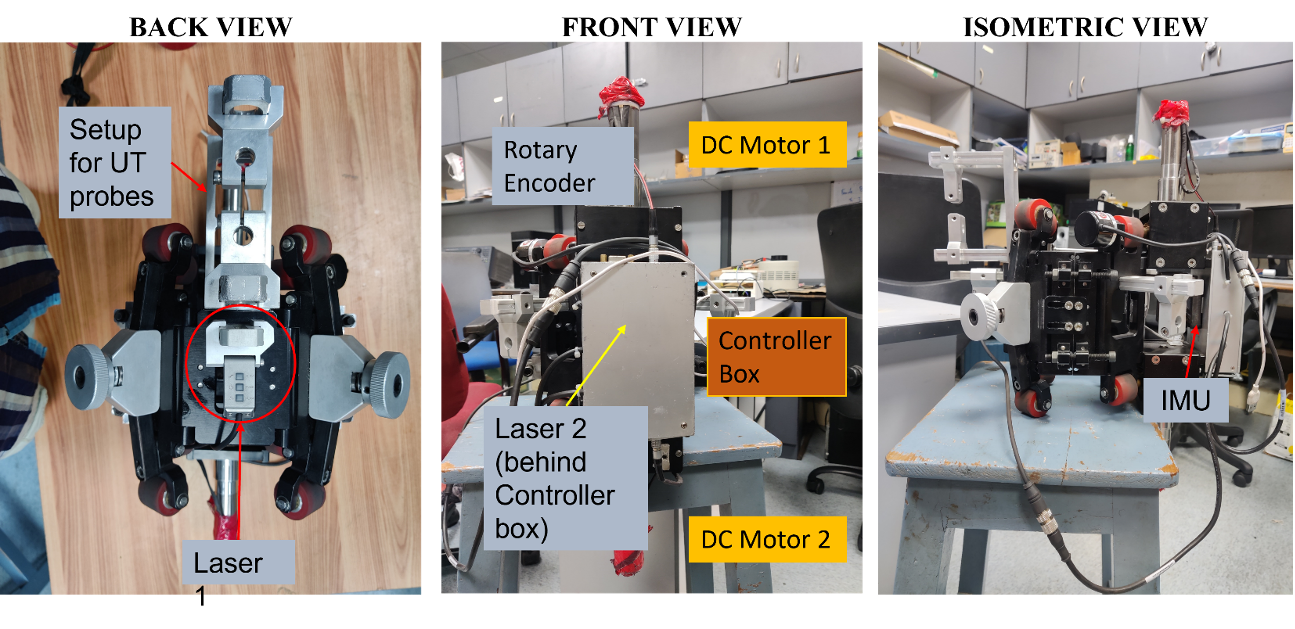 BACK VIEW
FRONT VIEW
ISOMETRIC VIEW
Setup
for UT
probes
Laser
1
Rotary
Encoder
DC Motor 1
Controller
Box
Laser 2
(behind
Controller
box)
DC Motor 2
IMU